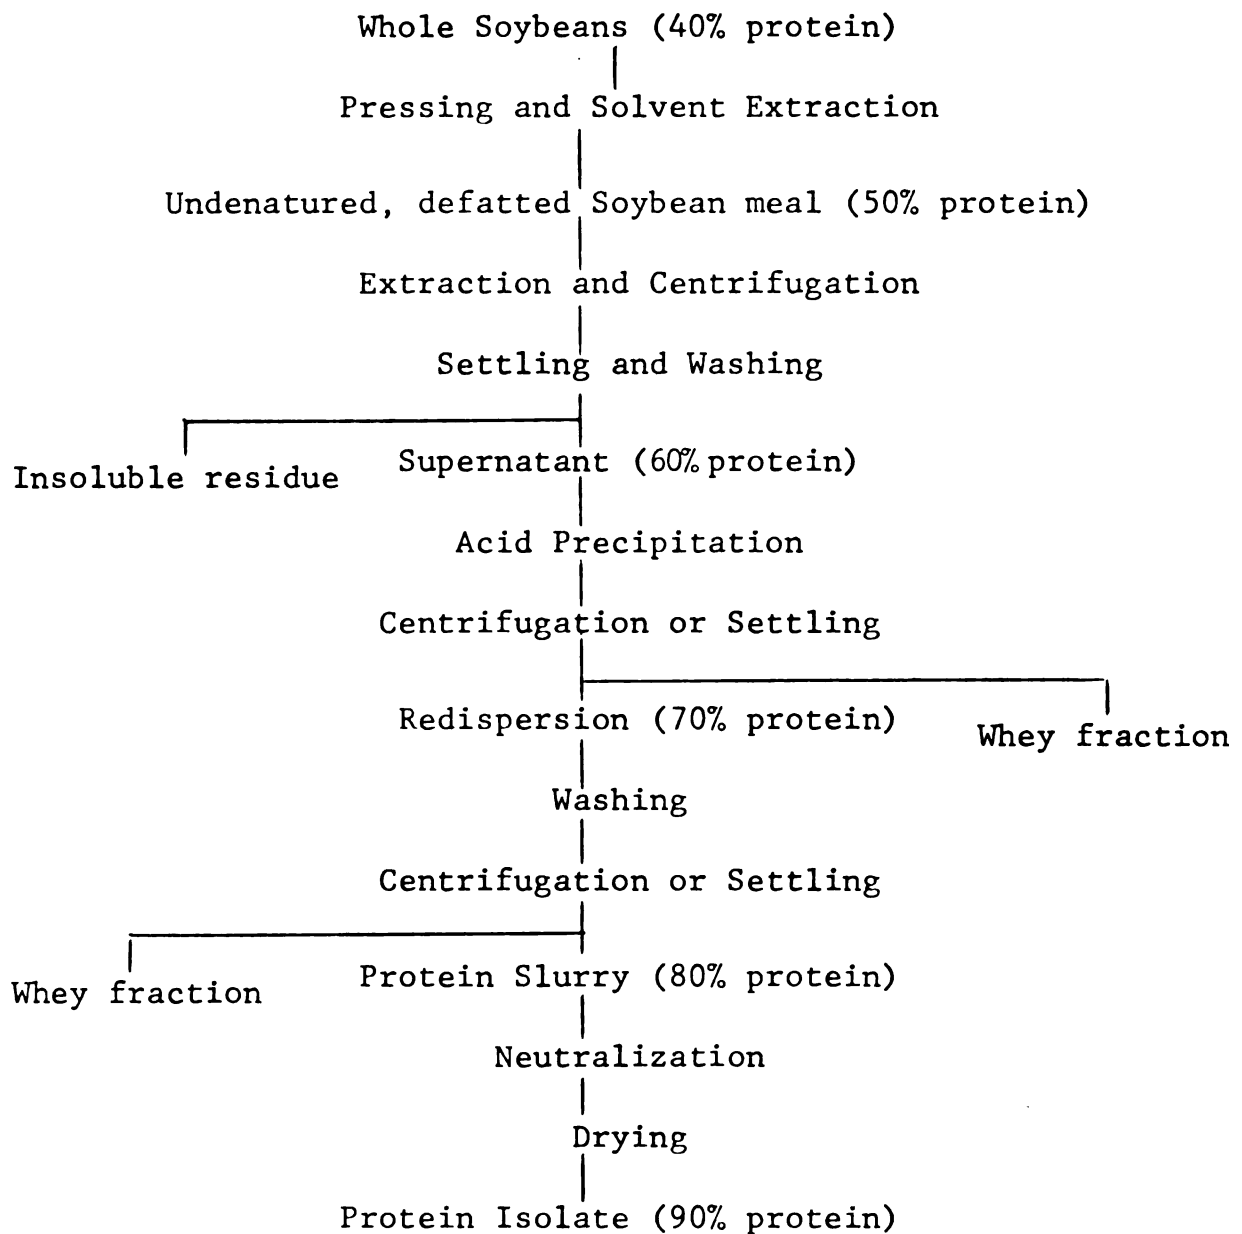 Whole Soybeans (40% protein)
Pressing and Solvent Extraction
Undenatured, defatted Soybean meal (50% protein)
Extraction and Centrifugation
Settling and Washing
Insoluble residue
Supernatant (60% protein)
Acid Precipitation
Centrifugation or Settling
Redispersion (70% protein)
Whey fraction
Washing
Centrifugation or Settling
Whey fraction
Protein Slurry (80% protein)
Neutralization
Drying
Protein Isolate (90% protein)